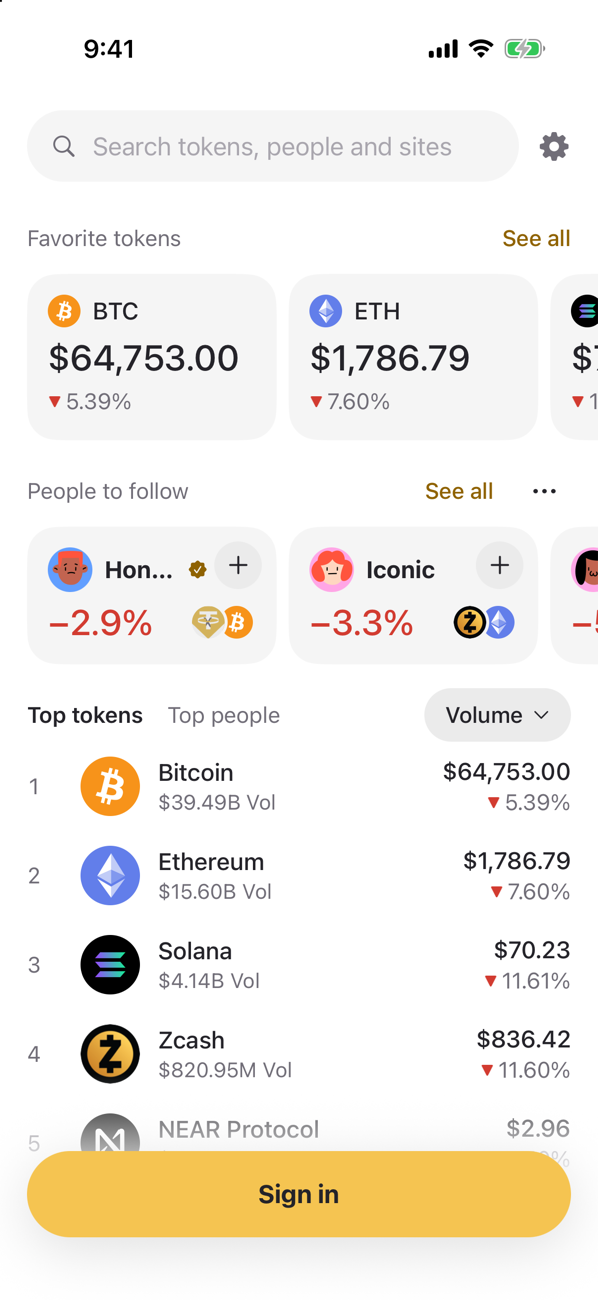 9:41
Search tokens, people and sites
Favorite tokens See all
BTC ETH
$64,753.00 $1,786.79
▼ 5.39% ▼ 7.60%
People to follow See all ...
Hon... + Iconic +
−2.9% −3.3%
Top tokens Top people Volume
1 Bitcoin $64,753.00
$39.49B Vol ▼ 5.39%
2 Ethereum $1,786.79
$15.60B Vol ▼ 7.60%
3 Solana $70.23
$4.14B Vol ▼ 11.61%
4 Zcash $836.42
$820.95M Vol ▼ 11.60%
5 NEAR Protocol $2.96
Sign in